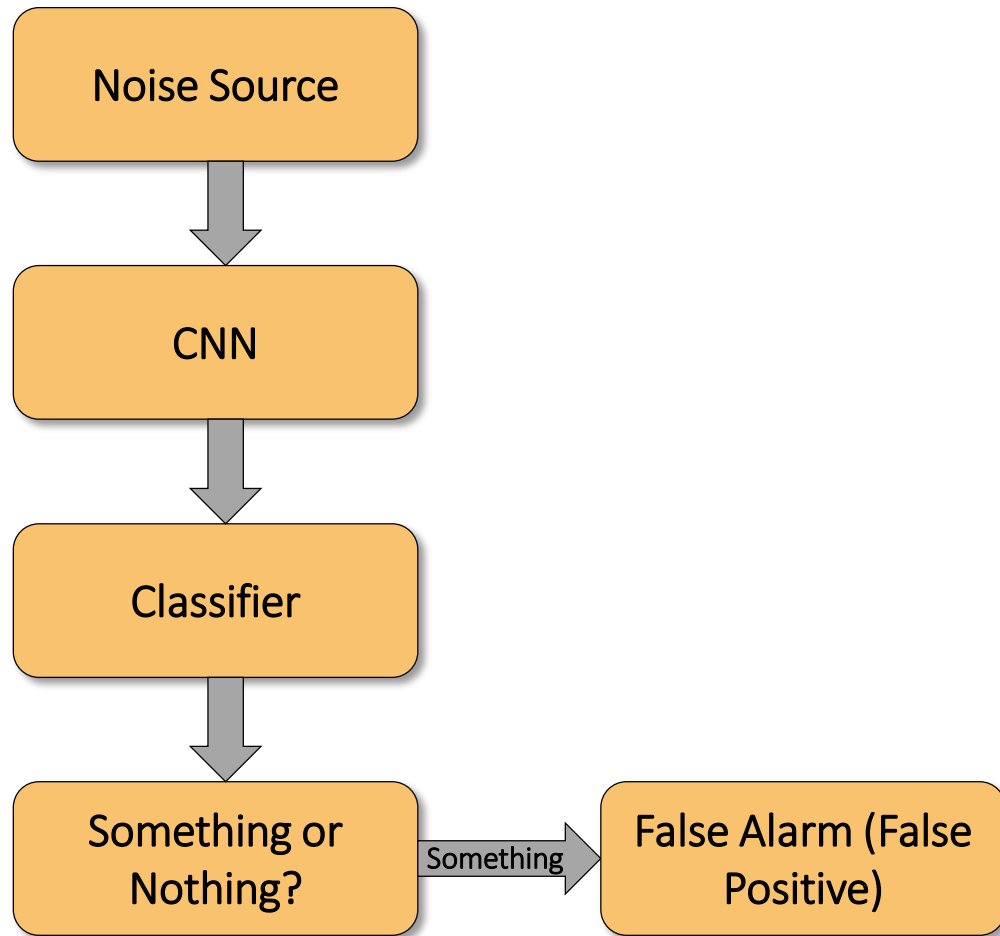 Noise Source
CNN
Classifier
Something or
Nothing?
Something
False Alarm (False
Positive)